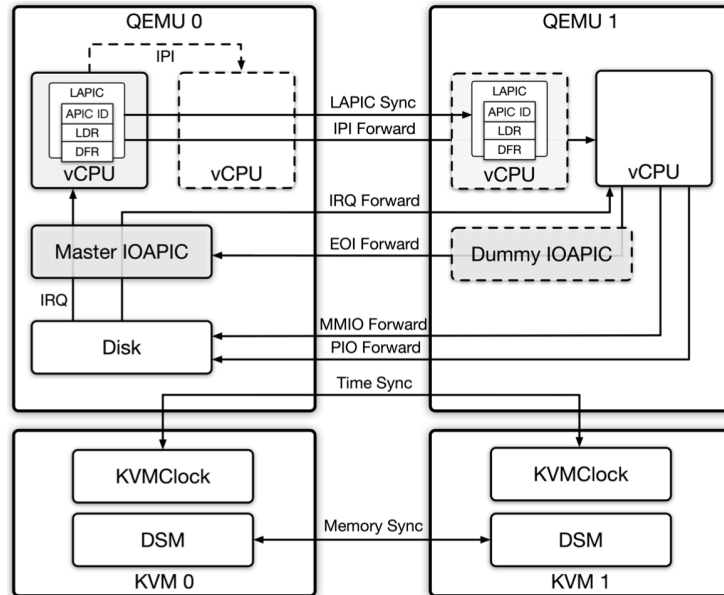 QEMU 0
QEMU 1
IPI
LAPIC
APIC ID
LDR
DFR
vCPU
vCPU
LAPIC Sync
IPI Forward
LAPIC
APIC ID
LDR
DFR
vCPU
vCPU
IRQ Forward
Master IOAPIC
EOI Forward
Dummy IOAPIC
IRQ
Disk
MMIO Forward
PIO Forward
Time Sync
KVMClock
KVMClock
DSM
Memory Sync
DSM
KVM 0
KVM 1